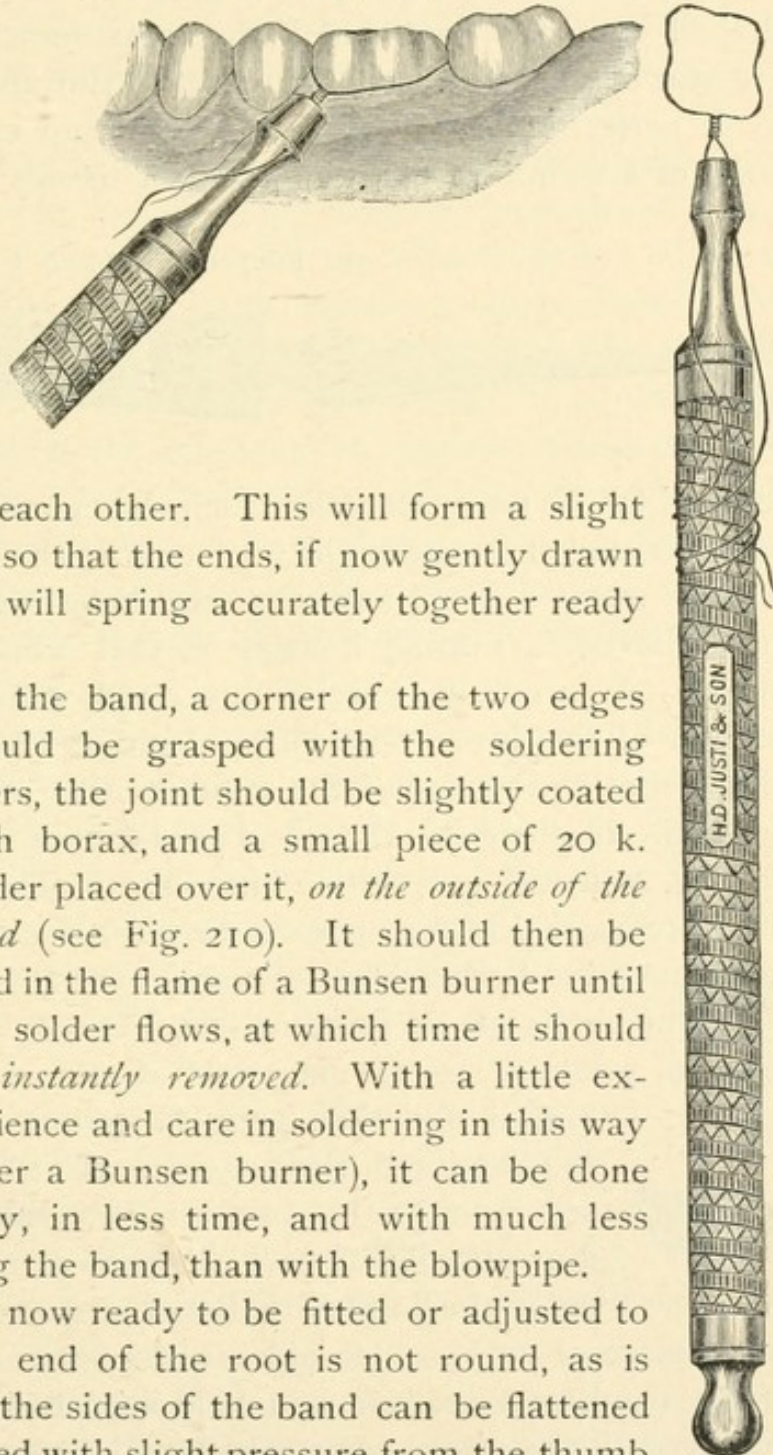 each other. This will form a slight
so that the ends, if now gently drawn
will spring accurately together ready
the band, a corner of the two edges
uld be grasped with the soldering
rs, the joint should be slightly coated
h borax, and a small piece of 20 k.
der placed over it, on the outside of the
d (see Fig. 210). It should then be
d in the flame of a Bunsen burner until
solder flows, at which time it should
instantly removed. With a little ex-
ience and care in soldering in this way
er a Bunsen burner), it can be done
y, in less time, and with much less
g the band, than with the blowpipe.
now ready to be fitted or adjusted to
end of the root is not round, as is
the sides of the band can be flattened
ed with slight pressure from the thumb
H.D. JUSTI & SON